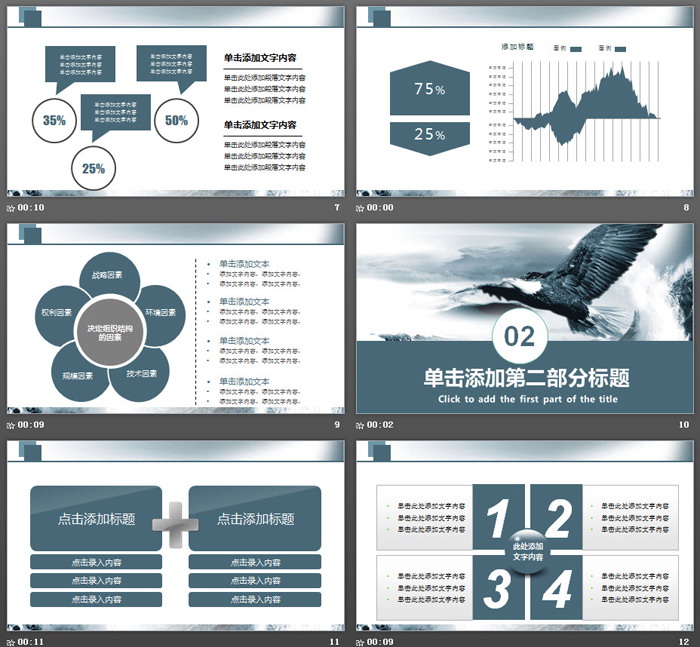 单击添加文字内容
单击添加文字内容
单击添加文字内容
单击添加文字内容
单击添加文字内容
单击添加文字内容
单击添加文字内容
单击添加文字内容
单击添加文字内容
35%
50%
25%
单击添加文字内容
单击此处添加段落文字内容
单击此处添加段落文字内容
单击此处添加段落文字内容
单击添加文字内容
单击此处添加段落文字内容
单击此处添加段落文字内容
单击此处添加段落文字内容
00:10
7
75%
25%
添加标题
图例
图例
00:00
8
战略因素
环境因素
技术因素
规模因素
权利因素
决定组织结构
的因素
单击添加文本
添加文字内容，添加文字内容。
添加文字内容，添加文字内容。
单击添加文本
添加文字内容，添加文字内容。
添加文字内容，添加文字内容。
单击添加文本
添加文字内容，添加文字内容。
添加文字内容，添加文字内容。
单击添加文本
添加文字内容，添加文字内容。
添加文字内容，添加文字内容。
00:09
9
02
单击添加第二部分标题
Click to add the first part of the title
00:02
10
点击添加标题
点击录入内容
点击录入内容
点击录入内容
点击添加标题
点击录入内容
点击录入内容
点击录入内容
00:11
11
单击此处添加文字内容
单击此处添加文字内容
单击此处添加文字内容
1
2
单击此处添加文字内容
单击此处添加文字内容
单击此处添加文字内容
此处添加
文字内容
单击此处添加文字内容
单击此处添加文字内容
单击此处添加文字内容
3
4
单击此处添加文字内容
单击此处添加文字内容
单击此处添加文字内容
00:09
12